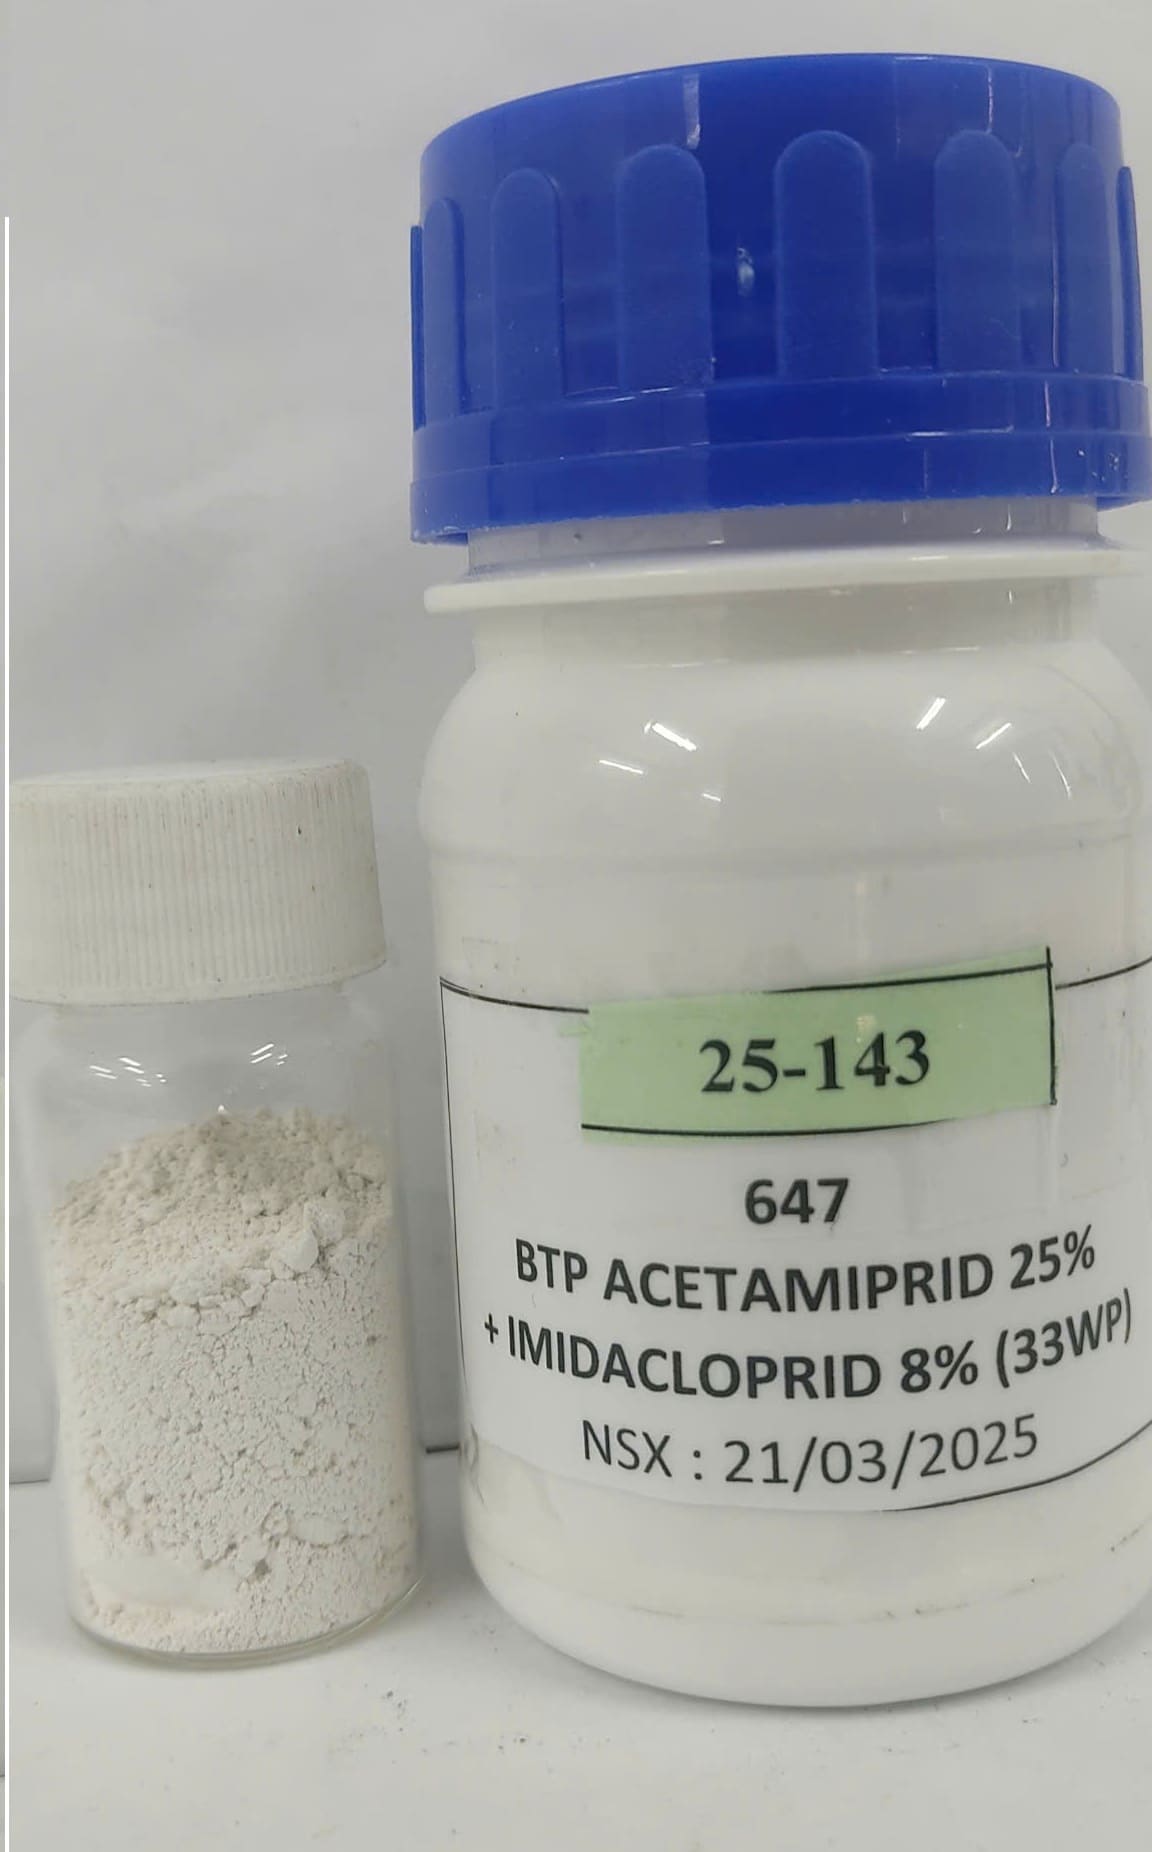 25-143
647
BTP ACETAMIPRID 25%
+ IMIDACLOPRID 8% (33WP)
NSX : 21/03/2025